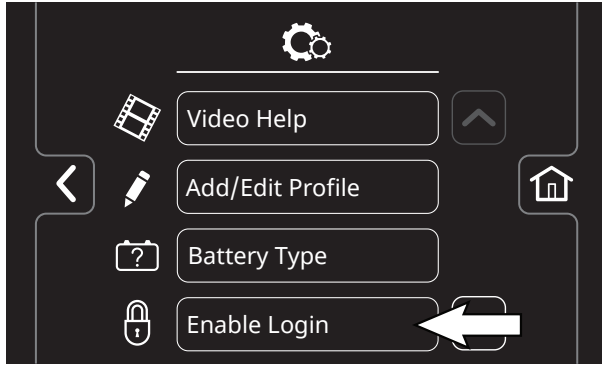 Video Help
Add/Edit Profile
?
Battery Type
Enable Login